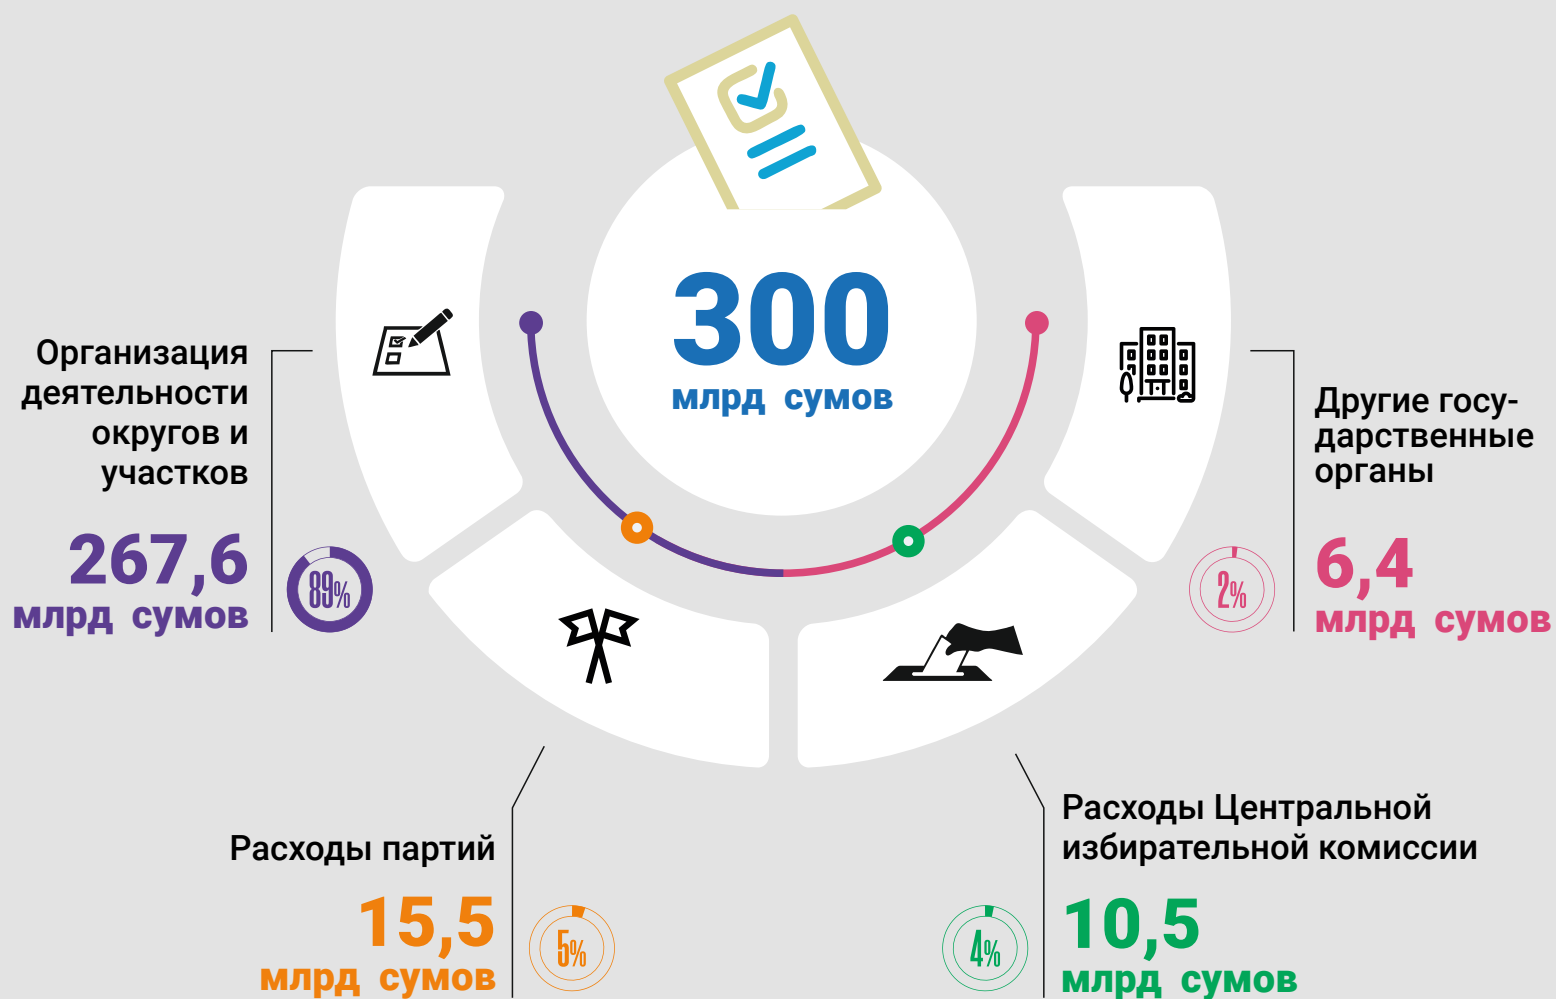 300
млрд сумов
Организация
деятельности
округов и
участков
267,6
млрд сумов
89%
Другие госу-
дарственные
органы
6,4
млрд сумов
2%
Расходы партий
15,5
млрд сумов
5%
Расходы Центральной
избирательной комиссии
10,5
млрд сумов
4%